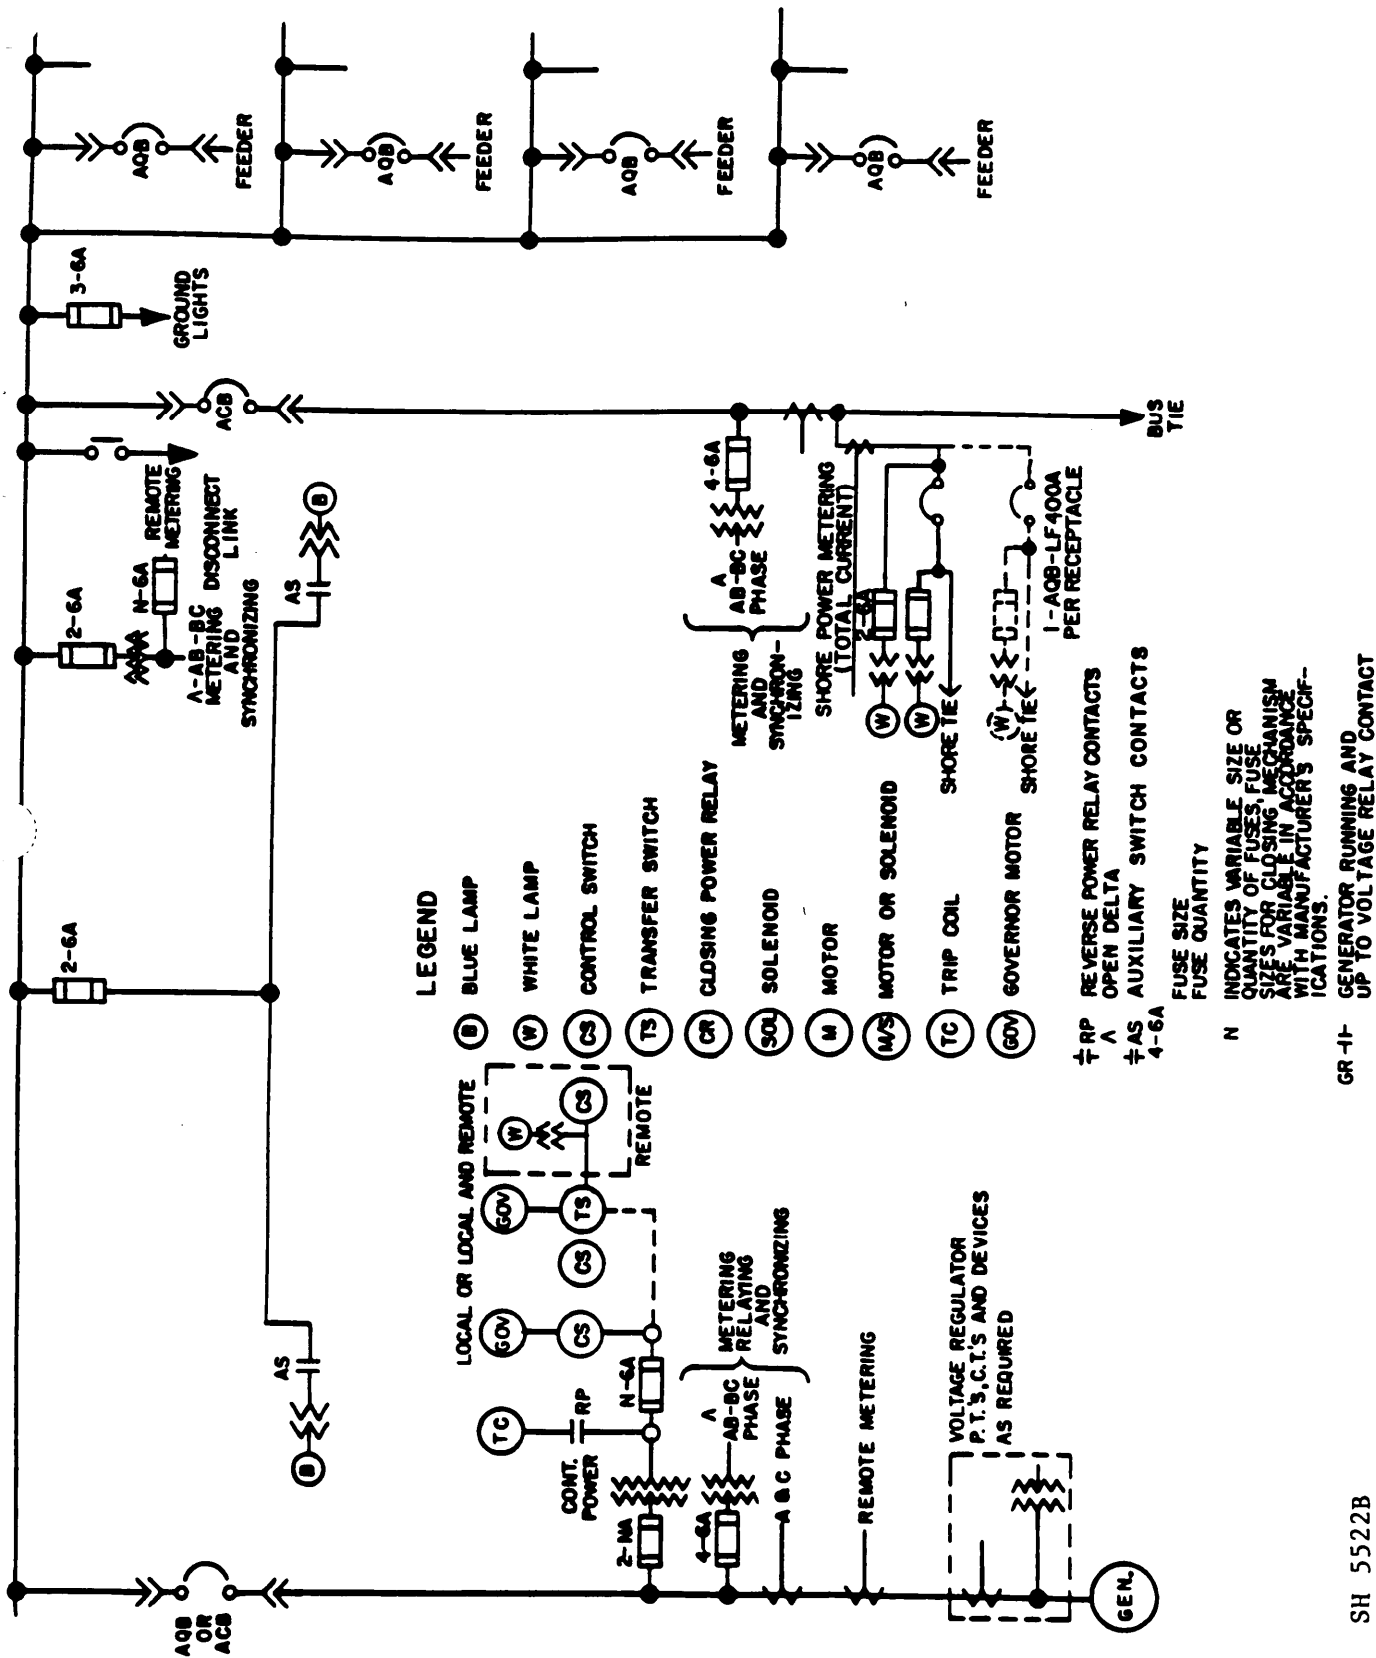 AQB
OR
ACB
AS
B
2-6A
2-6A
N-6A
REMOTE
METERING
A-AB-BC
METERING DISCONNECT
AND LINK
SYNCHRONIZING
AS
B
ACB
3-6A
GROUND
LIGHTS
AQB
FEEDER
AQB
FEEDER
AQB
FEEDER
AQB
FEEDER
LOCAL OR LOCAL AND REMOTE
TC
CONT.
POWER
RP
2-NA
N-6A
GOV
CS
CS
GOV
TS
W
CS
REMOTE
4-6A
Λ
AB-BC
PHASE
METERING
RELAYING
AND
SYNCHRONIZING
A & C PHASE
REMOTE METERING
VOLTAGE REGULATOR
P.T.'S, C.T.'S AND DEVICES
AS REQUIRED
GEN.
LEGEND
B BLUE LAMP
W WHITE LAMP
CS CONTROL SWITCH
TS TRANSFER SWITCH
CR CLOSING POWER RELAY
SOL SOLENOID
M MOTOR
M/S MOTOR OR SOLENOID
TC TRIP COIL
GOV GOVERNOR MOTOR
RP REVERSE POWER RELAY CONTACTS
Λ OPEN DELTA
AS AUXILIARY SWITCH CONTACTS
4-6A
FUSE SIZE
FUSE QUANTITY
N INDICATES VARIABLE SIZE OR
QUANTITY OF FUSES, FUSE
SIZES FOR CLOSING MECHANISM
ARE VARIABLE IN ACCORDANCE
WITH MANUFACTURER'S SPECIF-
ICATIONS.
GR GENERATOR RUNNING AND
UP TO VOLTAGE RELAY CONTACT
4-6A
Λ
AB-BC
PHASE
METERING
AND
SYNCHRON-
IZING
SHORE POWER METERING
(TOTAL CURRENT)
2-6A
W
W
SHORE TIE
W
SHORE TIE
1-AQB-LF400A
PER RECEPTACLE
BUS
TIE
SH 5522B